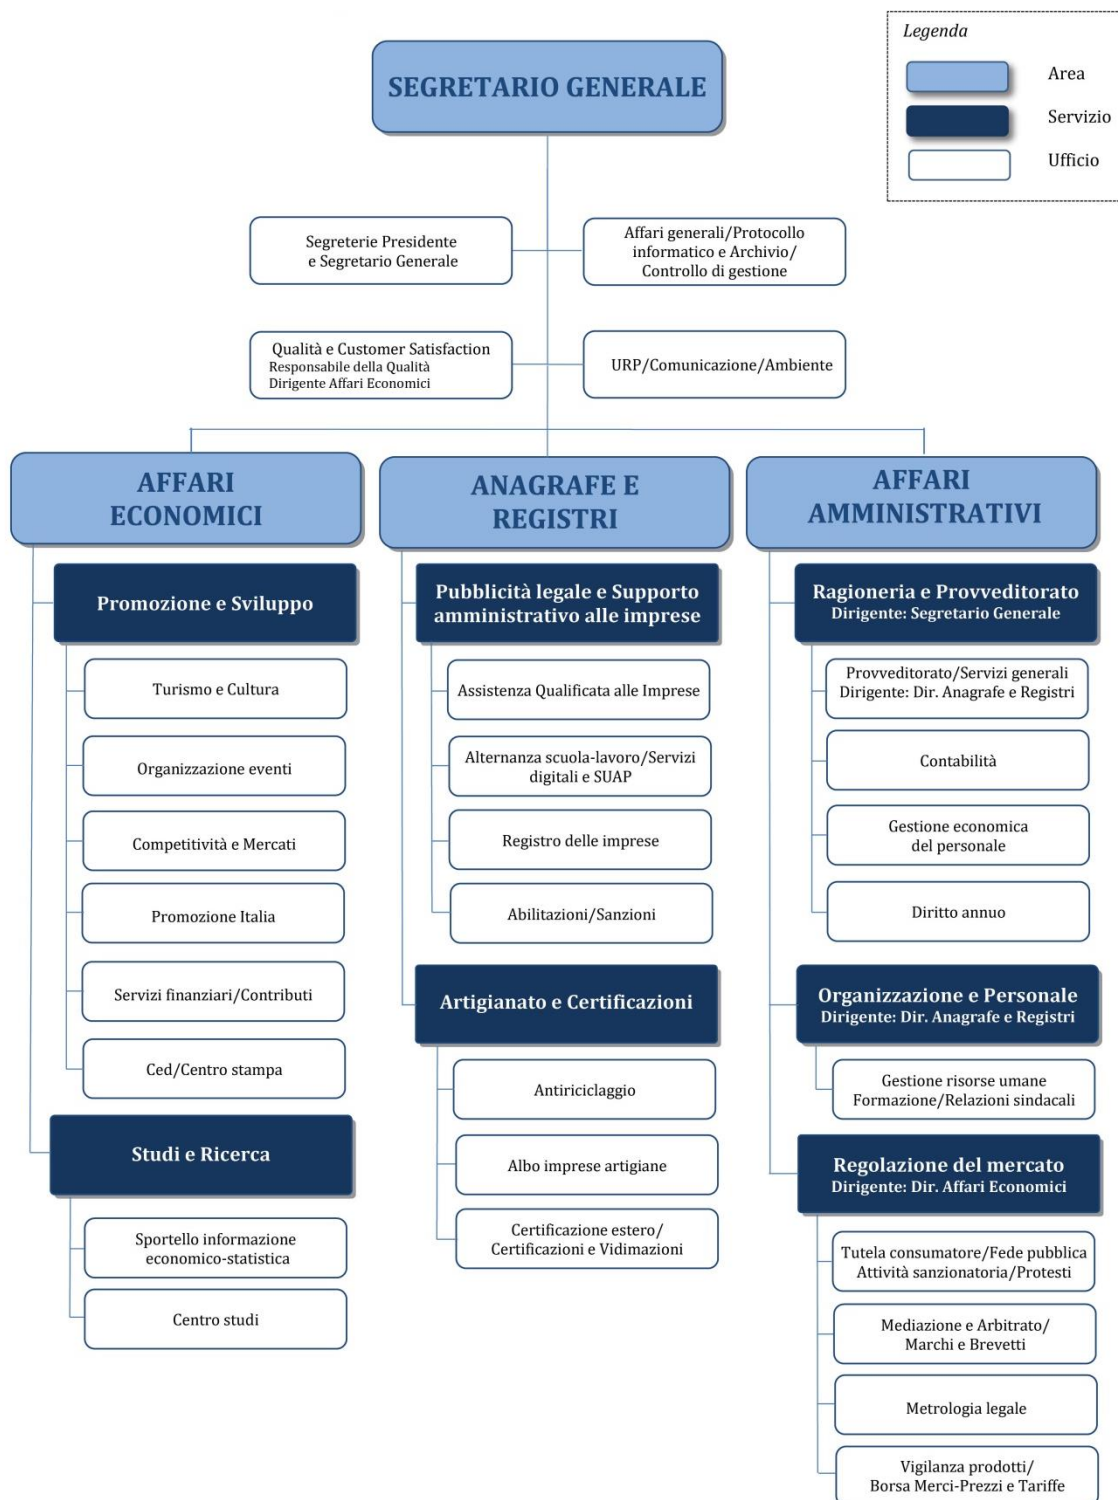 Legenda
Area
Servizio
Ufficio
SEGRETARIO GENERALE
Segreterie Presidente
e Segretario Generale
Affari generali/Protocollo
informatico e Archivio/
Controllo di gestione
Qualità e Customer Satisfaction
Responsabile della Qualità
Dirigente Affari Economici
URP/Comunicazione/Ambiente
AFFARI
ECONOMICI
Promozione e Sviluppo
Turismo e Cultura
Organizzazione eventi
Competitività e Mercati
Promozione Italia
Servizi finanziari/Contributi
Ced/Centro stampa
Studi e Ricerca
Sportello informazione
economico-statistica
Centro studi
ANAGRAFE E
REGISTRI
Pubblicità legale e Supporto
amministrativo alle imprese
Assistenza Qualificata alle Imprese
Alternanza scuola-lavoro/Servizi
digitali e SUAP
Registro delle imprese
Abilitazioni/Sanzioni
Artigianato e Certificazioni
Antiriciclaggio
Albo imprese artigiane
Certificazione estero/
Certificazioni e Vidimazioni
AFFARI
AMMINISTRATIVI
Ragioneria e Provveditorato
Dirigente: Segretario Generale
Provveditorato/Servizi generali
Dirigente: Dir. Anagrafe e Registri
Contabilità
Gestione economica
del personale
Diritto annuo
Organizzazione e Personale
Dirigente: Dir. Anagrafe e Registri
Gestione risorse umane
Formazione/Relazioni sindacali
Regolazione del mercato
Dirigente: Dir. Affari Economici
Tutela consumatore/Fede pubblica
Attività sanzionatoria/Protesti
Mediazione e Arbitrato/
Marchi e Brevetti
Metrologia legale
Vigilanza prodotti/
Borsa Merci-Prezzi e Tariffe